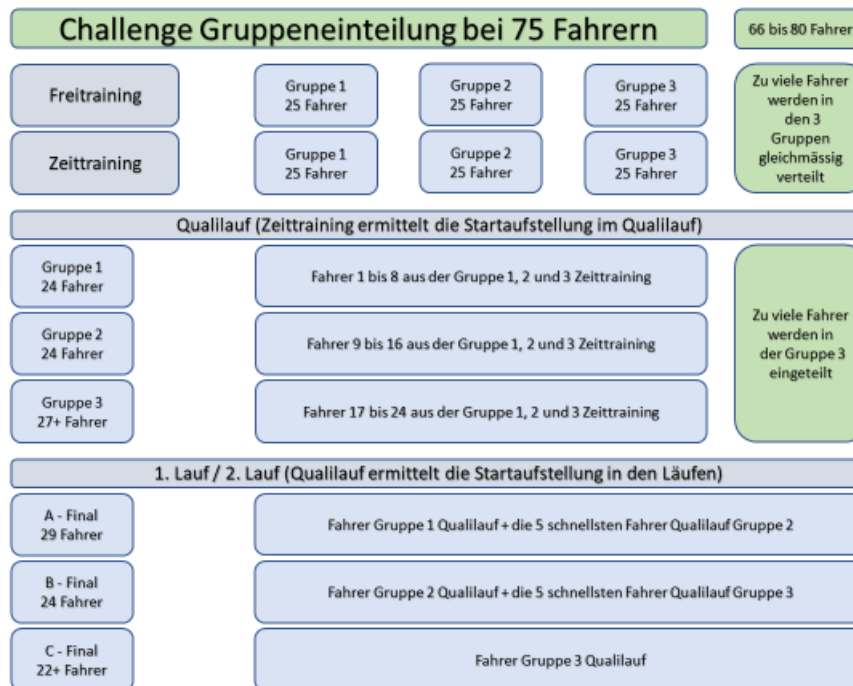 Challenge Gruppeneinteilung bei 75 Fahrern
66 bis 80 Fahrer
Freitraining
Gruppe 1
25 Fahrer
Gruppe 2
25 Fahrer
Gruppe 3
25 Fahrer
Zu viele Fahrer
werden in
den 3
Gruppen
gleichmässig
verteilt
Zeittraining
Gruppe 1
25 Fahrer
Gruppe 2
25 Fahrer
Gruppe 3
25 Fahrer
Qualilauf (Zeittraining ermittelt die Startaufstellung im Qualilauf)
Gruppe 1
24 Fahrer
Fahrer 1 bis 8 aus der Gruppe 1, 2 und 3 Zeittraining
Zu viele Fahrer
werden in
der Gruppe 3
eingeteilt
Gruppe 2
24 Fahrer
Fahrer 9 bis 16 aus der Gruppe 1, 2 und 3 Zeittraining
Gruppe 3
27+ Fahrer
Fahrer 17 bis 24 aus der Gruppe 1, 2 und 3 Zeittraining
1. Lauf / 2. Lauf (Qualilauf ermittelt die Startaufstellung in den Läufen)
A - Final
29 Fahrer
Fahrer Gruppe 1 Qualilauf + die 5 schnellsten Fahrer Qualilauf Gruppe 2
B - Final
24 Fahrer
Fahrer Gruppe 2 Qualilauf + die 5 schnellsten Fahrer Qualilauf Gruppe 3
C - Final
22+ Fahrer
Fahrer Gruppe 3 Qualilauf